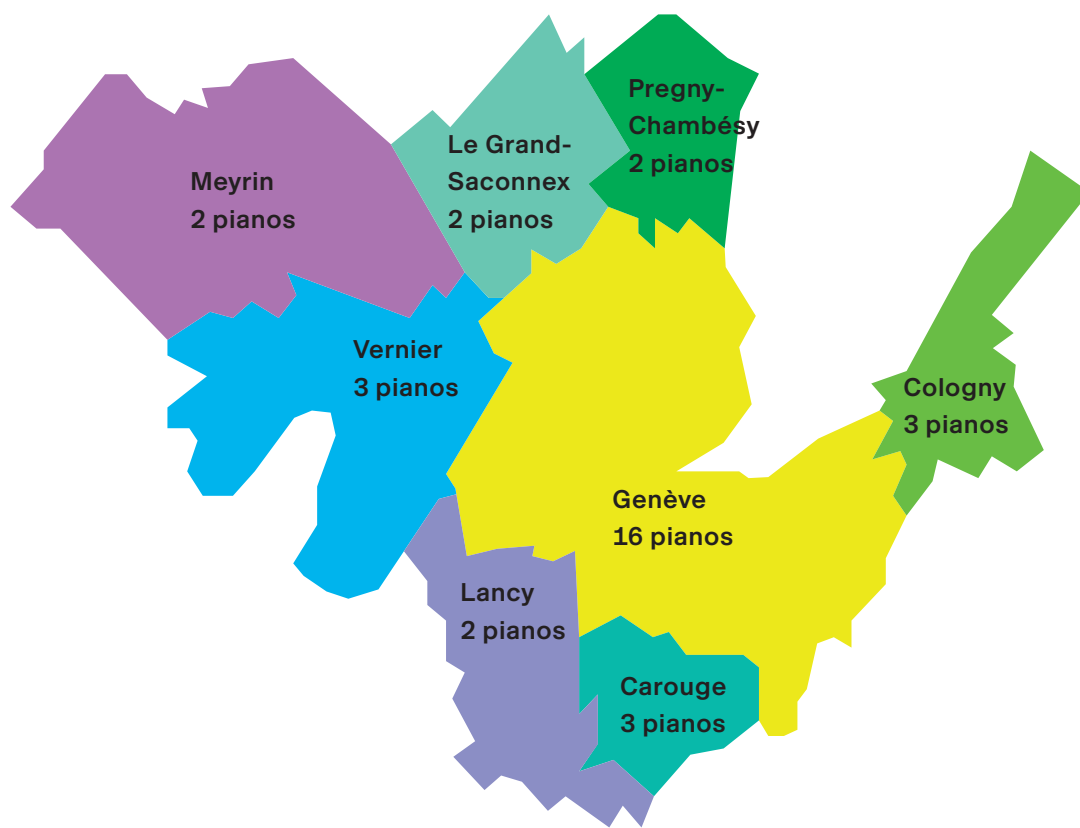 Pregny-
Chambésy
2 pianos
Le Grand-
Saconnex
2 pianos
Meyrin
2 pianos
Vernier
3 pianos
Cologny
3 pianos
Genève
16 pianos
Lancy
2 pianos
Carouge
3 pianos